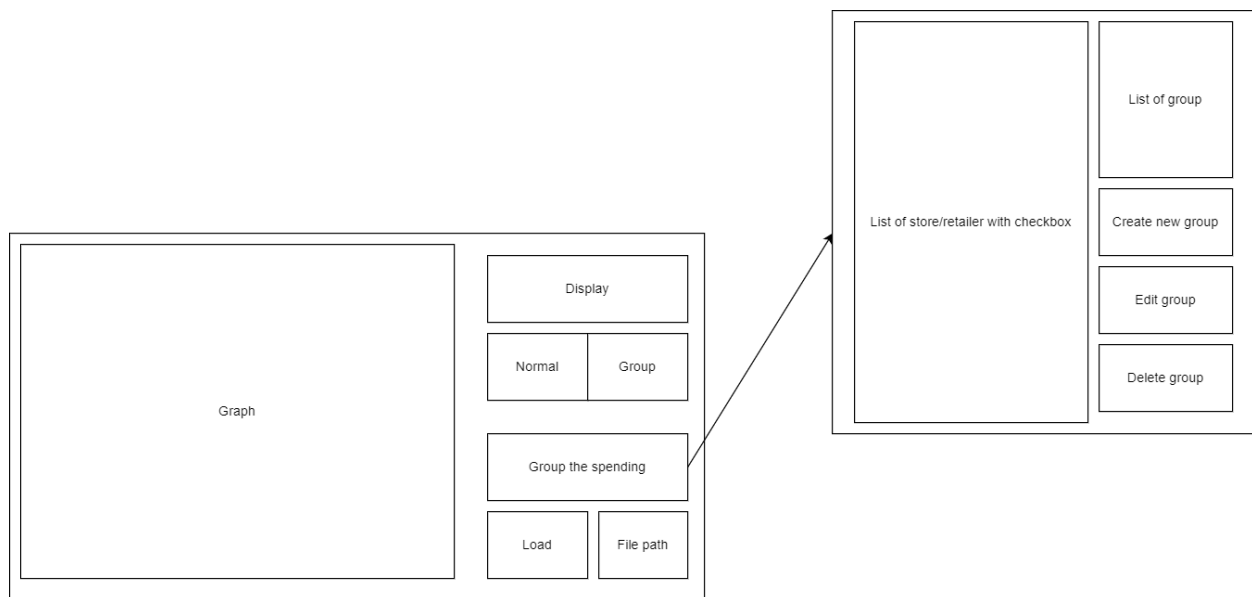 Graph
Display
Normal
Group
Group the spending
Load
File path
List of store/retailer with checkbox
List of group
Create new group
Edit group
Delete group